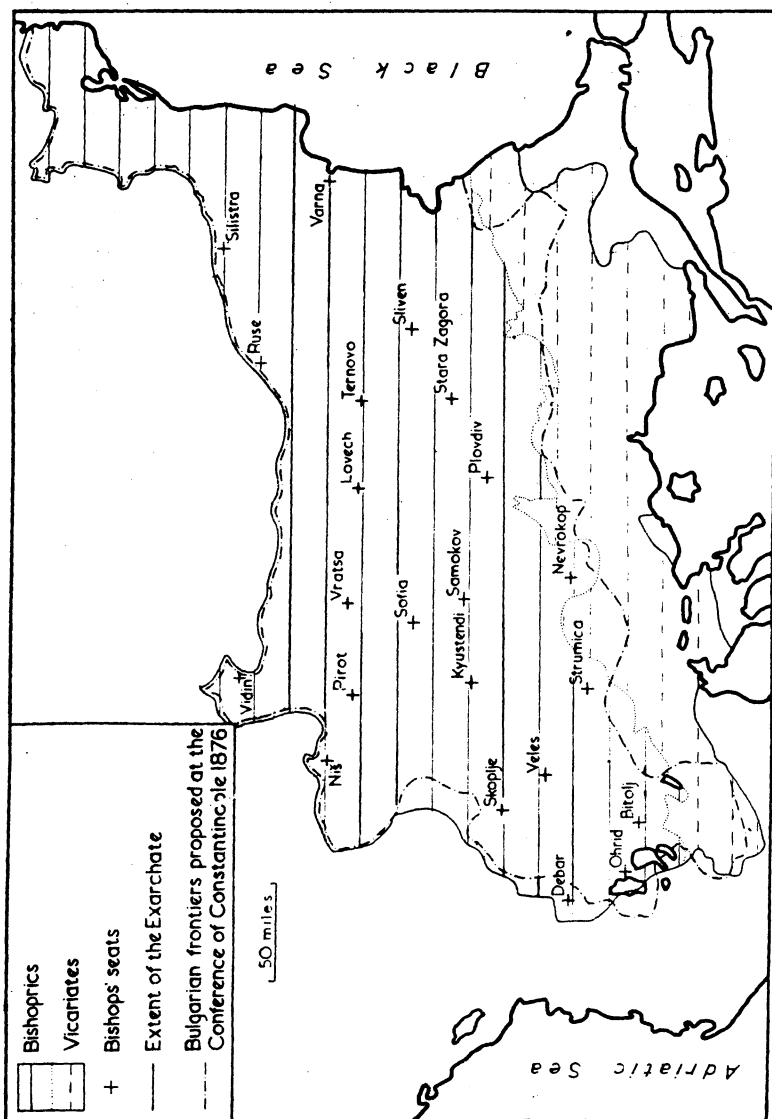 Bishoprics
Vicariates
Bishops' seats
Extent of the Exarchate
Bulgarian frontiers proposed at the
Conference of Constantinople 1876
50 miles
Black Sea
Adriatic Sea
Silistra
Ruse
Varna
Vidin
Niš
Pirot
Vratsa
Lovech
Ternovo
Sofia
Sliven
Samokov
Kyustendi
Stara Zagora
Plovdiv
Skoplje
Veles
Nevrokop
Strumica
Debar
Ohrid
Bitolj